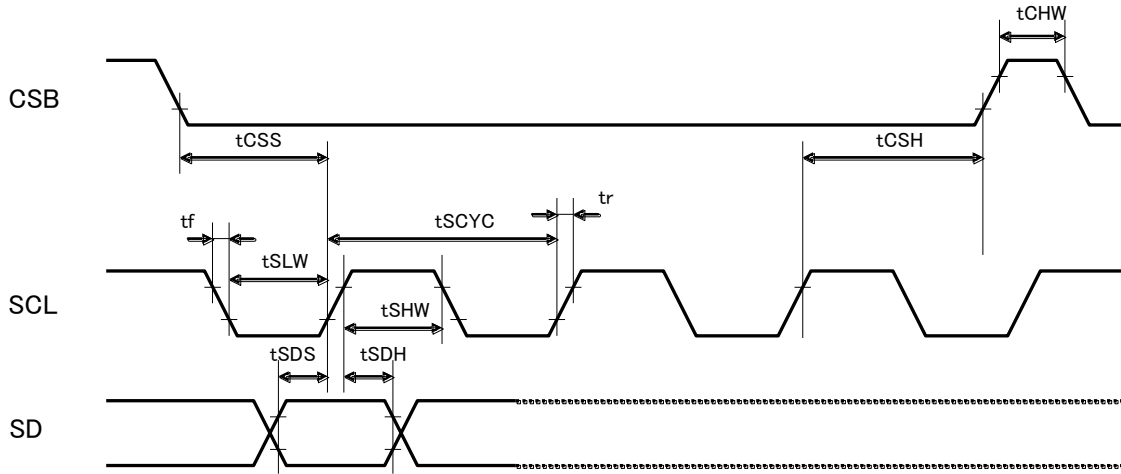 tCHW
CSB
tCSS
tCSH
tf
tSCYC
tr
tSLW
SCL
tSHW
tSDS
tSDH
SD